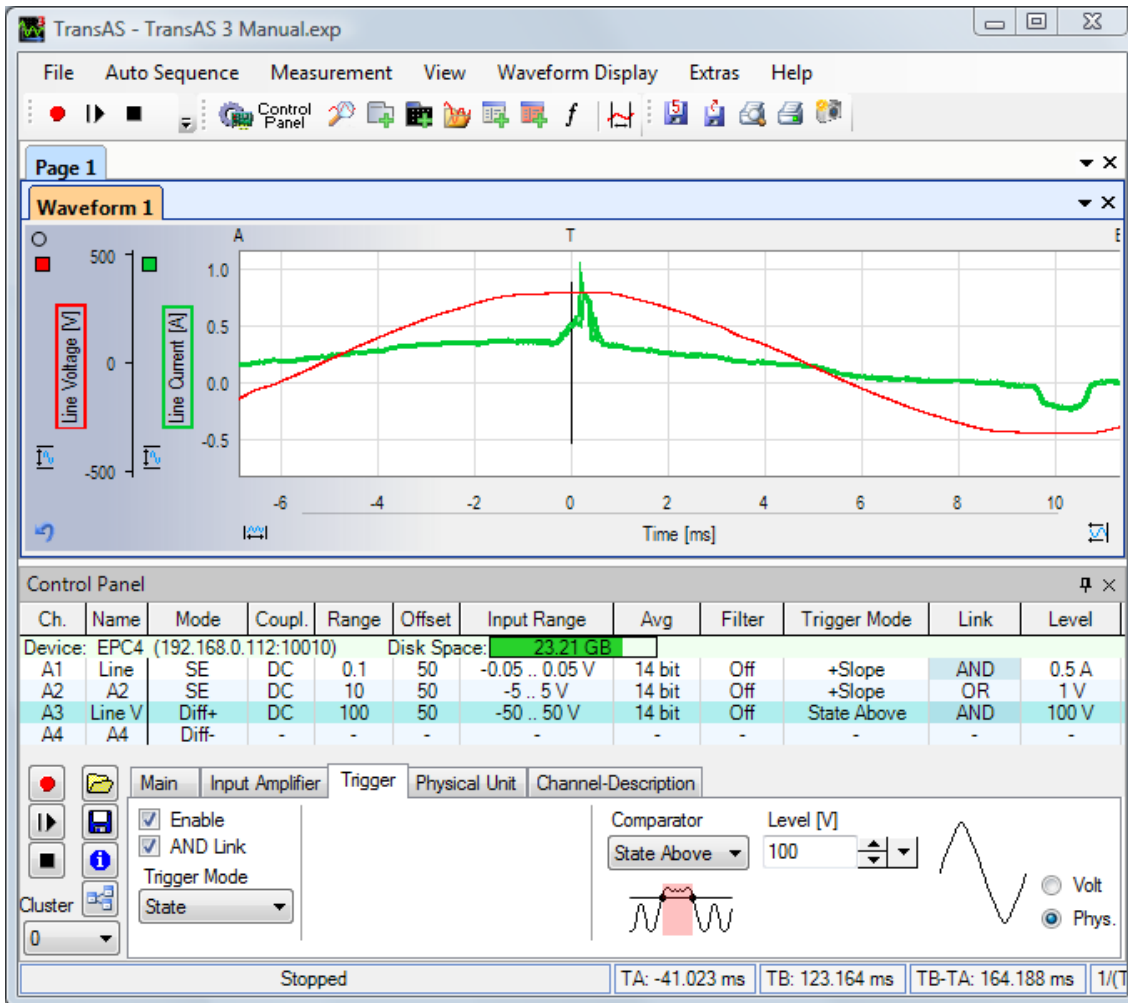 TransAS - TransAS 3 Manual.exp
File Auto Sequence Measurement View Waveform Display Extras Help
Control Panel
Page 1
Waveform 1
A T
500
1.0
0.5
0
0.0
-0.5
-500
Line Voltage [V]
Line Current [A]
-6 -4 -2 0 2 4 6 8 10
Time [ms]
Control Panel
Ch. Name Mode Coupl. Range Offset Input Range Avg Filter Trigger Mode Link Level
Device: EPC4 (192.168.0.112:10010) Disk Space: 23.21 GB
A1 Line SE DC 0.1 50 -0.05 .. 0.05 V 14 bit Off +Slope AND 0.5 A
A2 A2 SE DC 10 50 -5 .. 5 V 14 bit Off +Slope OR 1 V
A3 Line V Diff+ DC 100 50 -50 .. 50 V 14 bit Off State Above AND 100 V
A4 A4 Diff- - - - - - - - - -
Main Input Amplifier Trigger Physical Unit Channel-Description
Enable
AND Link
Trigger Mode
State
Comparator
State Above
Level [V]
100
Volt
Phys.
Cluster
0
Stopped TA: -41.023 ms TB: 123.164 ms TB-TA: 164.188 ms 1/(T